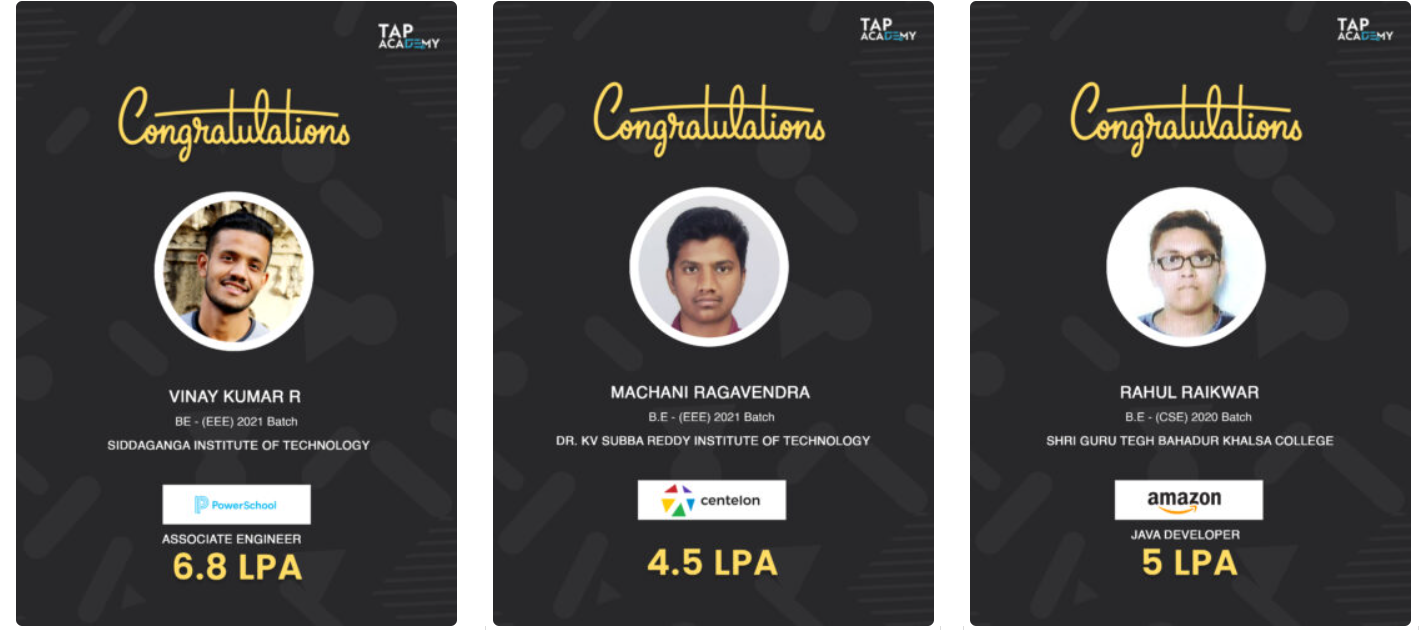 TAP
ACADEMY
Congratulations
VINAY KUMAR R
BE - (EEE) 2021 Batch
SIDDAGANGA INSTITUTE OF TECHNOLOGY
PowerSchool
ASSOCIATE ENGINEER
6.8 LPA
TAP
ACADEMY
Congratulations
MACHANI RAGAVENDRA
B.E - (EEE) 2021 Batch
DR. KV SUBBA REDDY INSTITUTE OF TECHNOLOGY
centelon
4.5 LPA
TAP
ACADEMY
Congratulations
RAHUL RAIKWAR
B.E - (CSE) 2020 Batch
SHRI GURU TEGH BAHADUR KHALSA COLLEGE
amazon
JAVA DEVELOPER
5 LPA